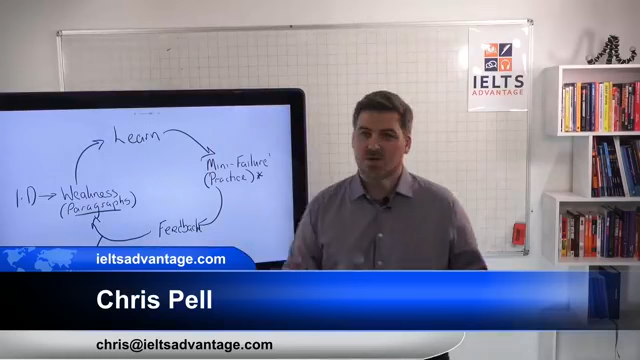 IELTS
ADVANTAGE
Learn
'Mini-Failure'
(Practice)*
I.D → Weakness
(Paragraphs)
Feedback
ieltsadvantage.com
Chris Pell
chris@ieltsadvantage.com